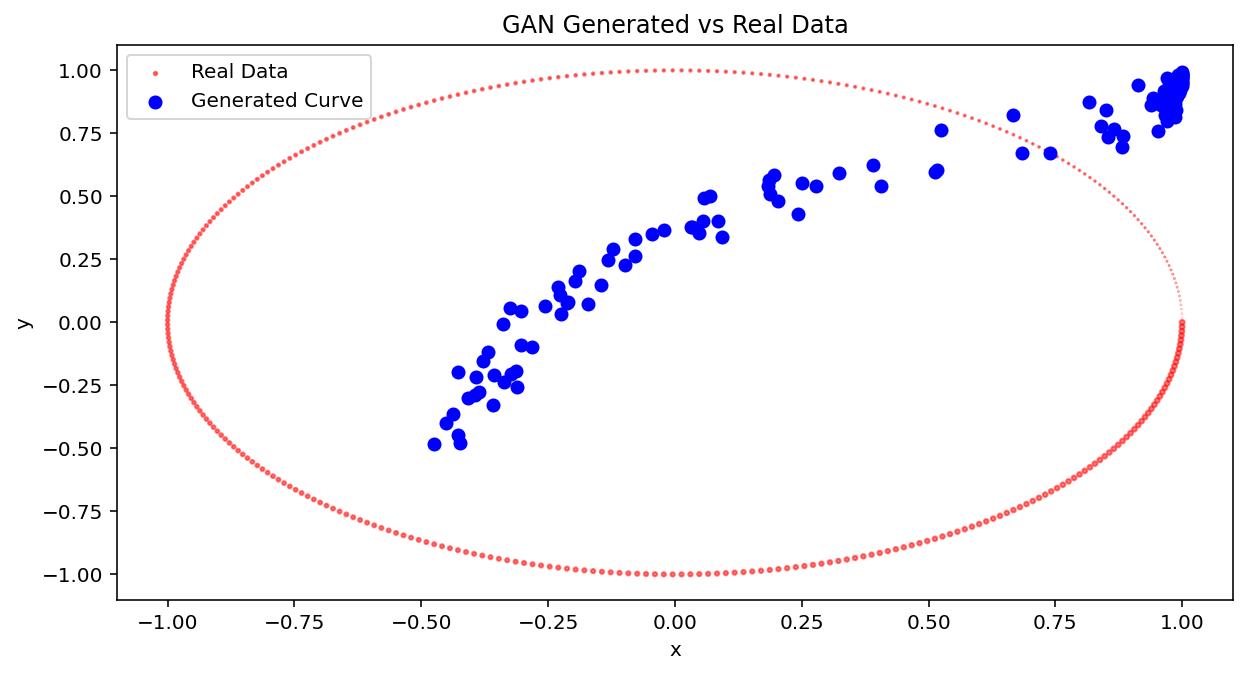 GAN Generated vs Real Data
Real Data
Generated Curve
1.00
0.75
0.50
0.25
0.00
−0.25
−0.50
−0.75
−1.00
y
−1.00 −0.75 −0.50 −0.25 0.00 0.25 0.50 0.75 1.00
x